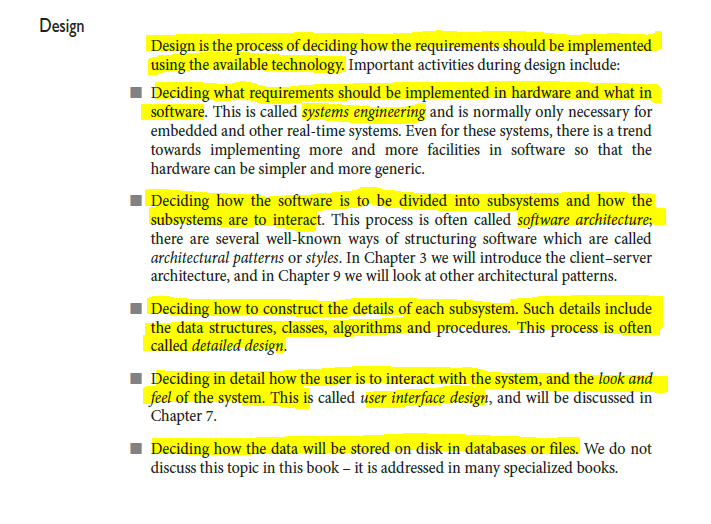 Design
Design is the process of deciding how the requirements should be implemented
using the available technology. Important activities during design include:
■ Deciding what requirements should be implemented in hardware and what in
software. This is called systems engineering and is normally only necessary for
embedded and other real-time systems. Even for these systems, there is a trend
towards implementing more and more facilities in software so that the
hardware can be simpler and more generic.
■ Deciding how the software is to be divided into subsystems and how the
subsystems are to interact. This process is often called software architecture;
there are several well-known ways of structuring software which are called
architectural patterns or styles. In Chapter 3 we will introduce the client–server
architecture, and in Chapter 9 we will look at other architectural patterns.
■ Deciding how to construct the details of each subsystem. Such details include
the data structures, classes, algorithms and procedures. This process is often
called detailed design.
■ Deciding in detail how the user is to interact with the system, and the look and
feel of the system. This is called user interface design, and will be discussed in
Chapter 7.
■ Deciding how the data will be stored on disk in databases or files. We do not
discuss this topic in this book – it is addressed in many specialized books.